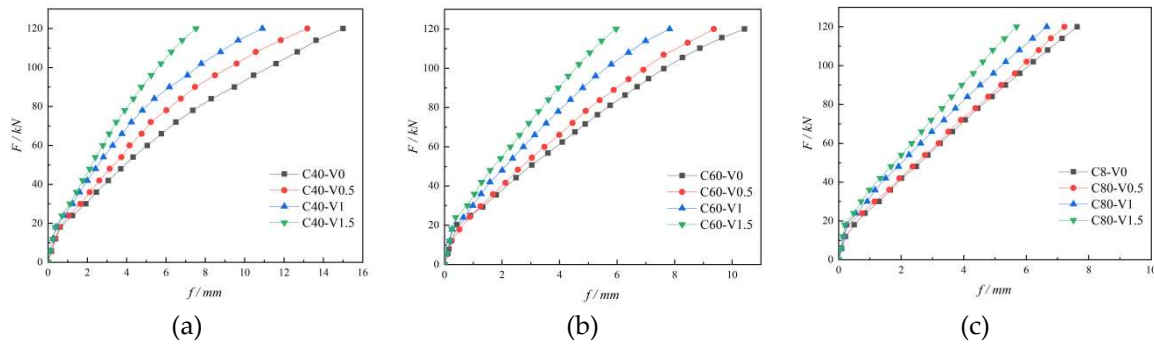 F / kN
140
120
100
80
60
40
20
0
C40-V0
C40-V0.5
C40-V1
C40-V1.5
0 2 4 6 8 10 12 14 16
f / mm
(a)
F / kN
140
120
100
80
60
40
20
0
C60-V0
C60-V0.5
C60-V1
C60-V1.5
0 2 4 6 8 10
f / mm
(b)
F / kN
120
100
80
60
40
20
0
C8-V0
C80-V0.5
C80-V1
C80-V1.5
0 2 4 6 8 10
f / mm
(c)